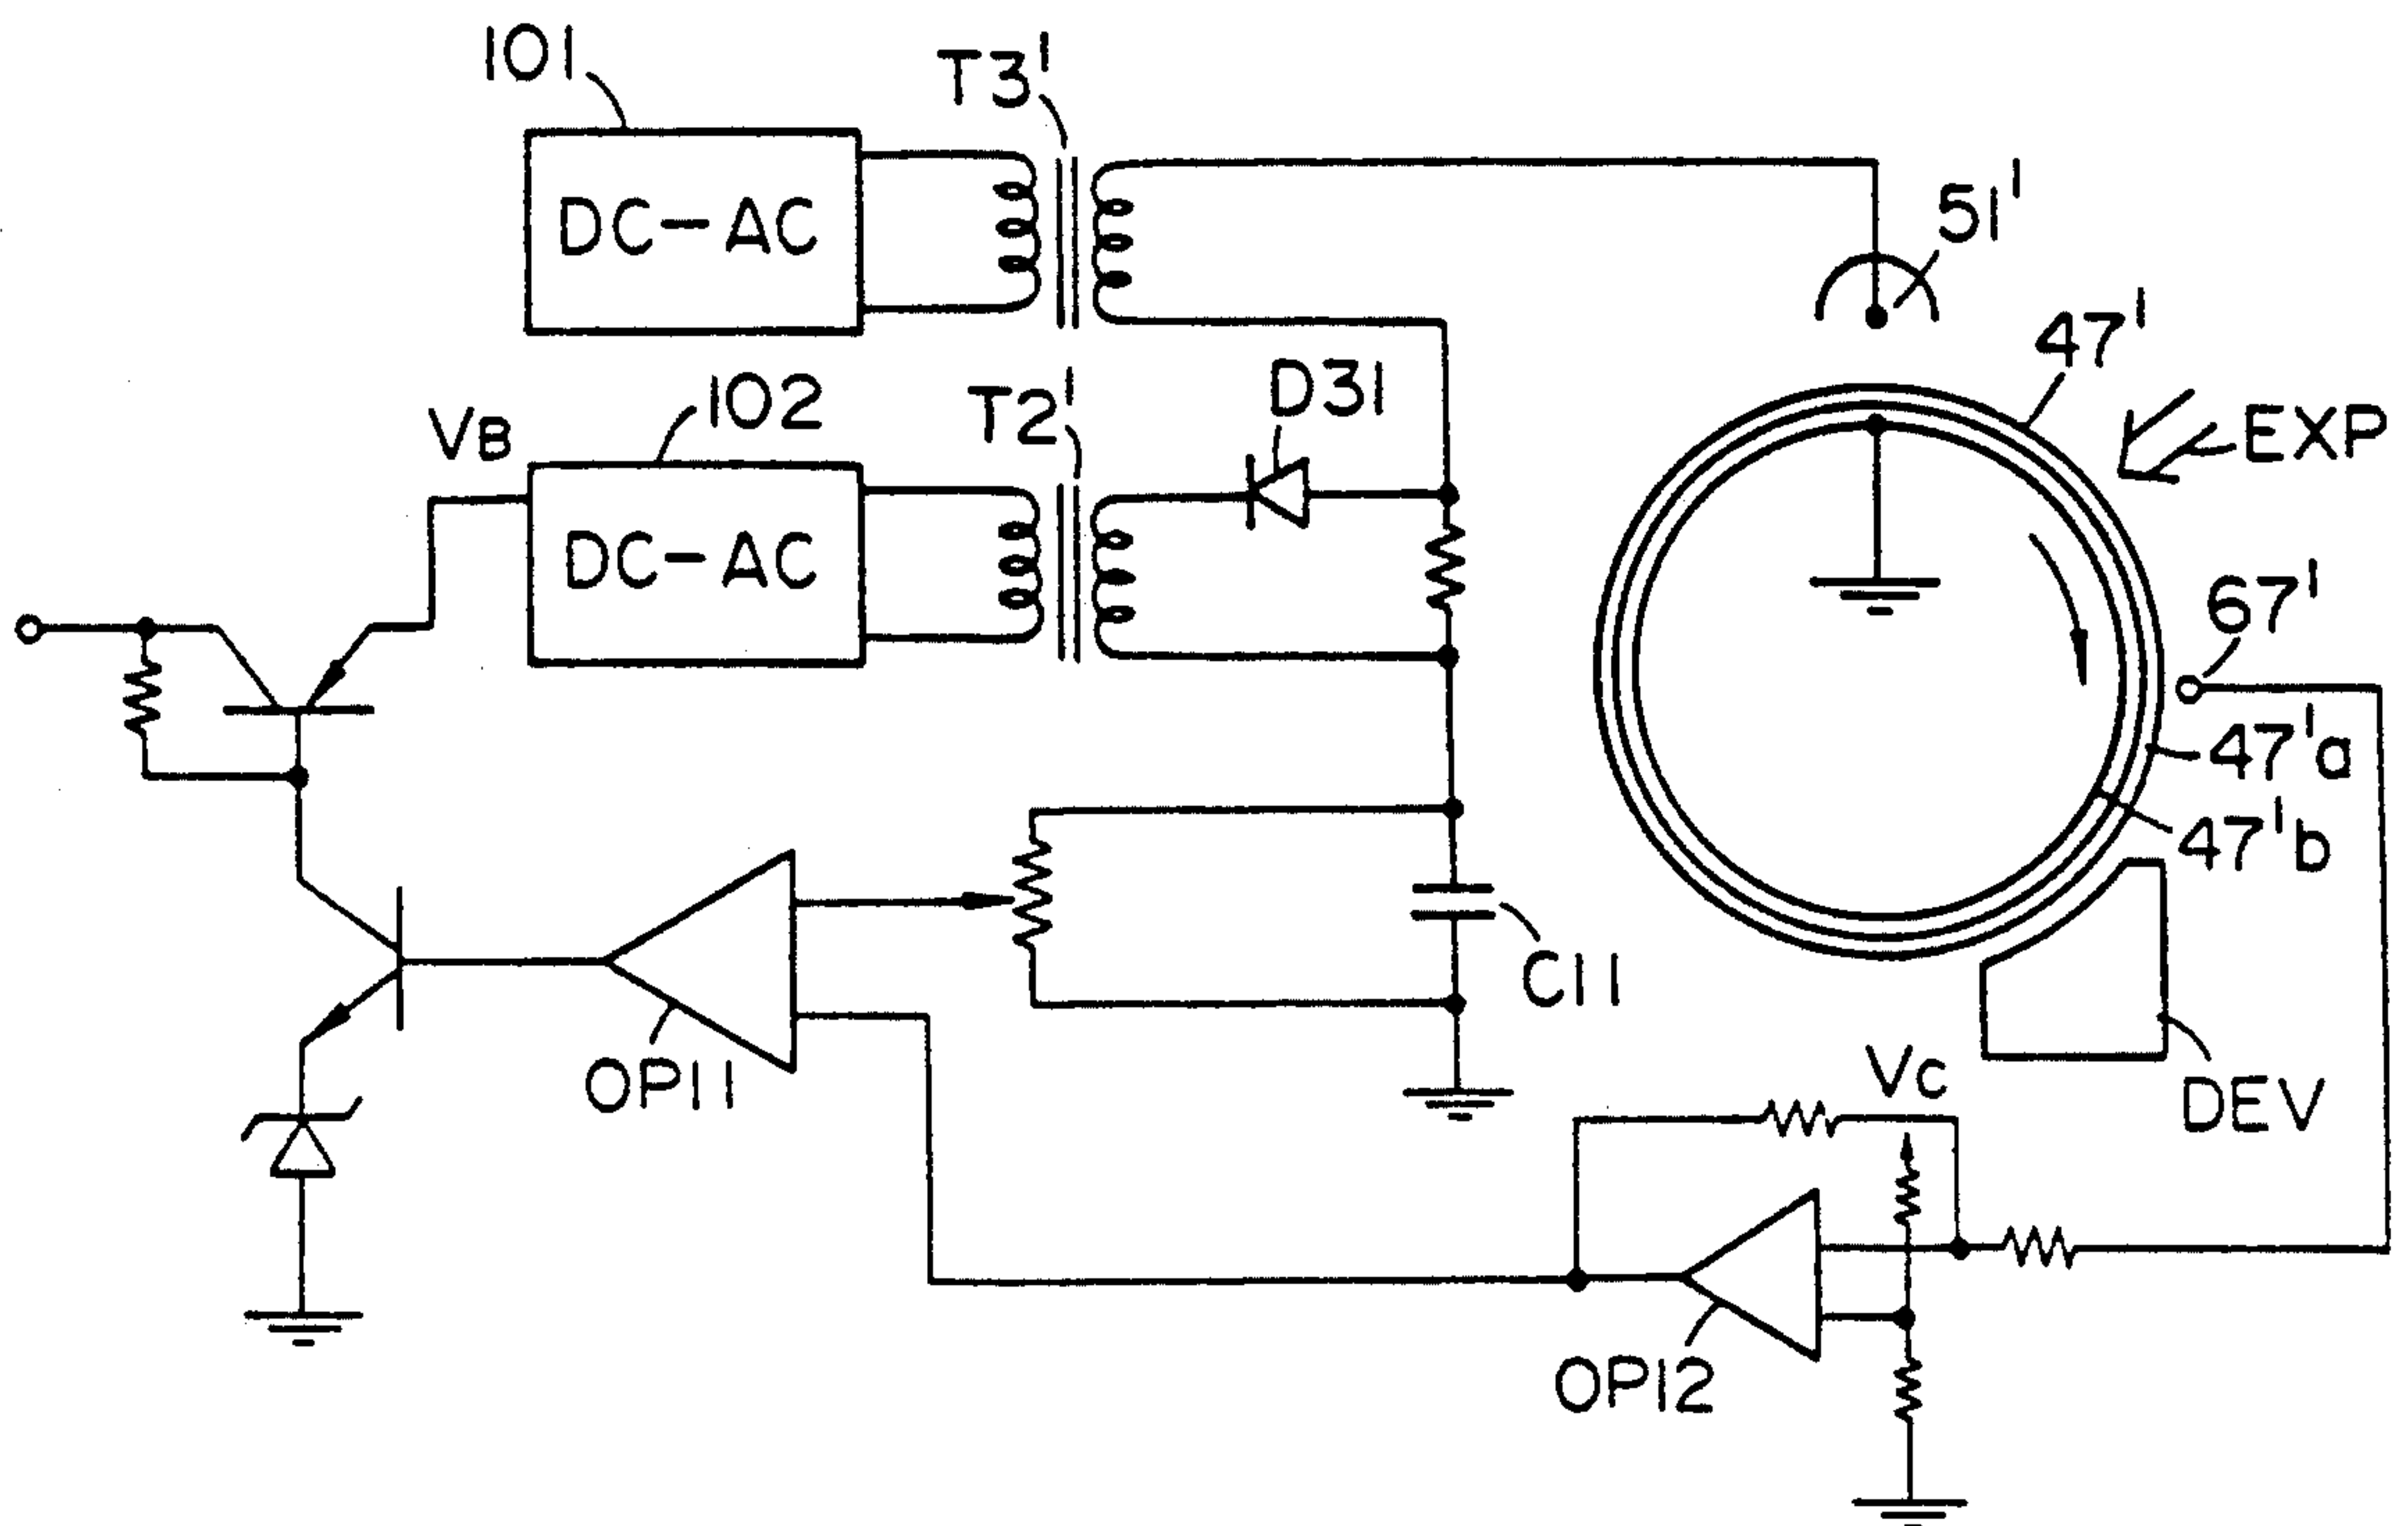 101
T3'
DC-AC
51'
47'
EXP
D31
T2'
102
VB
DC-AC
67'
47'a
47'b
C11
OP11
VC
DEV
OP12